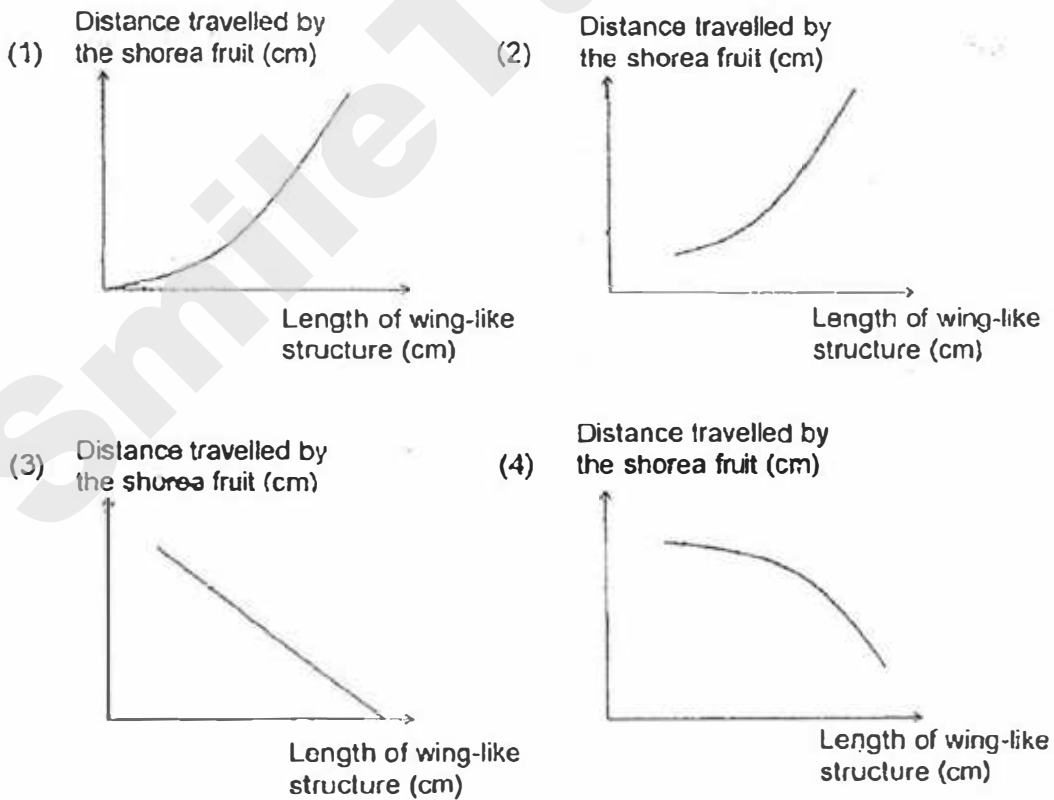 (1) Distance travelled by
the shorea fruit (cm)
Length of wing-like
structure (cm)
(2) Distance travelled by
the shorea fruit (cm)
Length of wing-like
structure (cm)
(3) Distance travelled by
the shorea fruit (cm)
Length of wing-like
structure (cm)
(4) Distance travelled by
the shorea fruit (cm)
Length of wing-like
structure (cm)
Smile